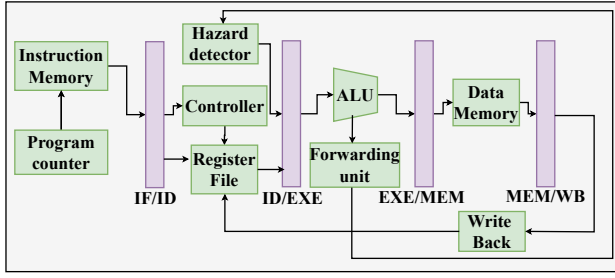 Hazard
detector
Instruction
Memory
Controller
ALU
Data
Memory
Program
counter
Register
File
Forwarding
unit
IF/ID
ID/EXE
EXE/MEM
MEM/WB
Write
Back